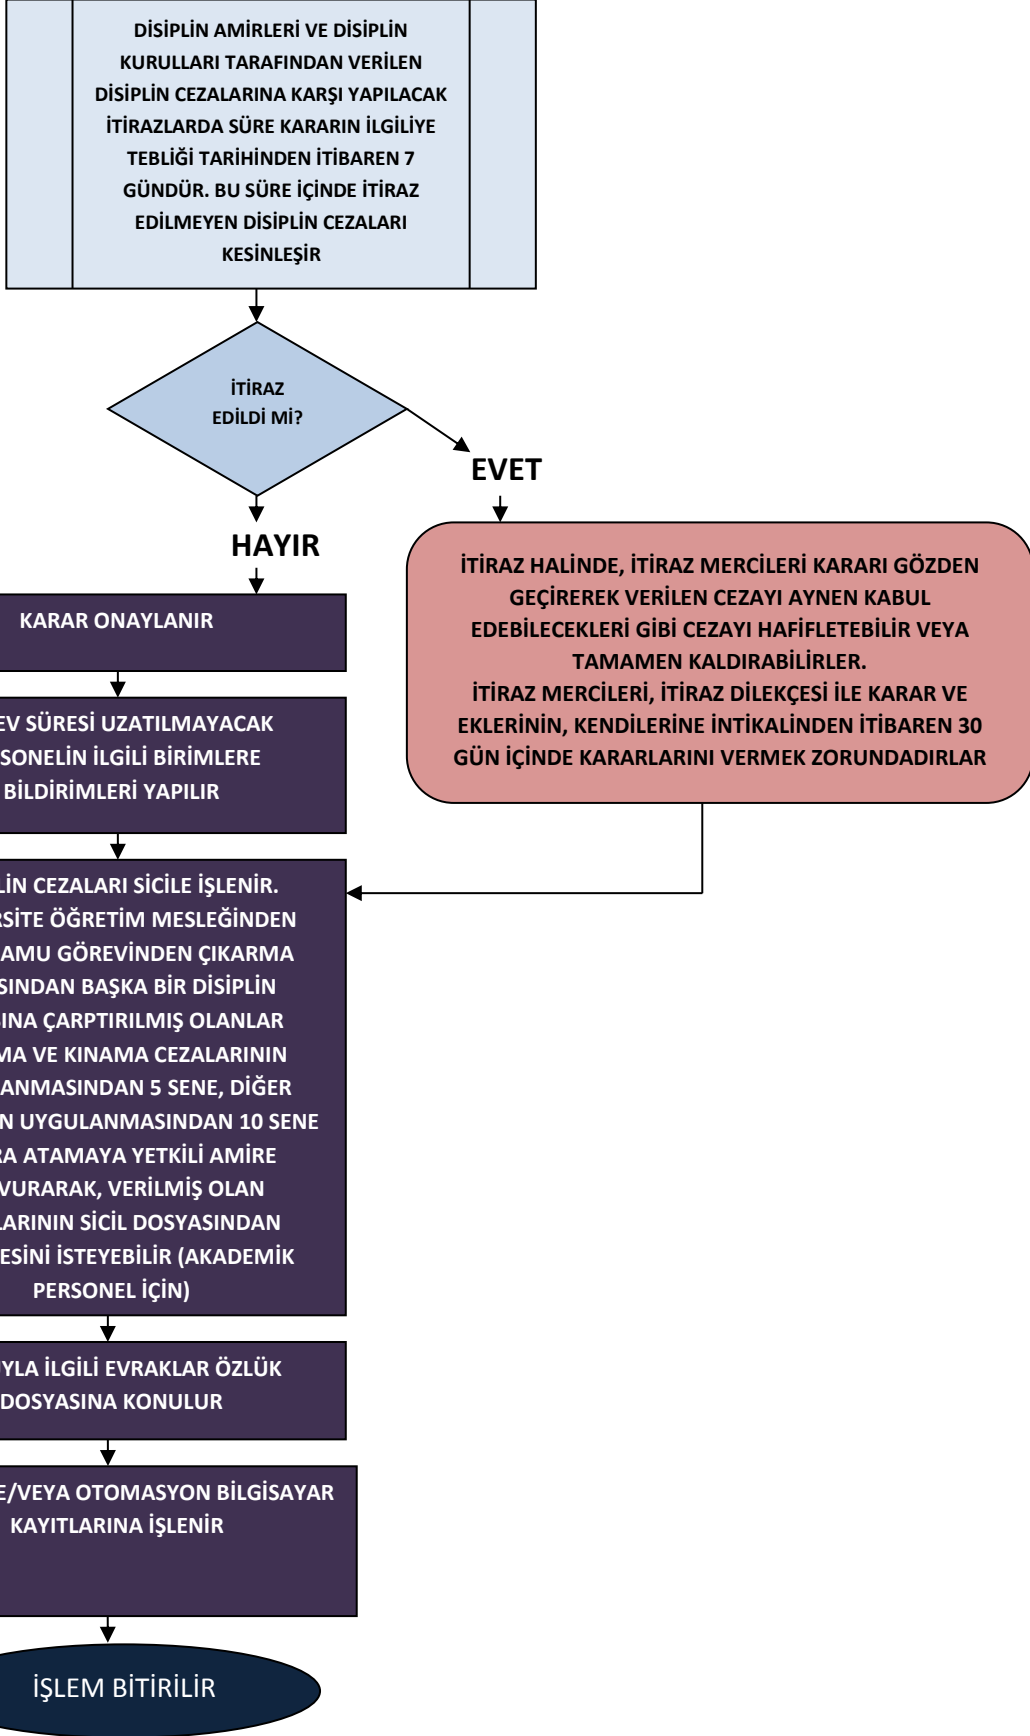 DİSİPLİN AMİRLERİ VE DİSİPLİN
KURULLARI TARAFINDAN VERİLEN
DİSİPLİN CEZALARINA KARŞI YAPILACAK
İTİRAZLARDA SÜRE KARARIN İLGİLİYE
TEBLİĞİ TARİHİNDEN İTİBAREN 7
GÜNDÜR. BU SÜRE İÇİNDE İTİRAZ
EDİLMEYEN DİSİPLİN CEZALARI
KESİNLEŞİR
İTİRAZ
EDİLDİ Mİ?
EVET
HAYIR
İTİRAZ HALİNDE, İTİRAZ MERCİLERİ KARARI GÖZDEN
GEÇİREREK VERİLEN CEZAYI AYNEN KABUL
EDEBİLECEKLERİ GİBİ CEZAYI HAFİFLETEBİLİR VEYA
TAMAMEN KALDIRABİLİRLER.
İTİRAZ MERCİLERİ, İTİRAZ DİLEKÇESİ İLE KARAR VE
EKLERİNİN, KENDİLERİNE İNTİKALİNDEN İTİBAREN 30
GÜN İÇİNDE KARARLARINI VERMEK ZORUNDADIRLAR
KARAR ONAYLANIR
EV SÜRESİ UZATILMAYACAK
SONELİN İLGİLİ BİRİMLERE
BİLDİRİMLERİ YAPILIR
LİN CEZALARI SİCİLE İŞLENİR.
RSİTE ÖĞRETİM MESLEĞİNDEN
AMU GÖREVİNDEN ÇIKARMA
SINDAN BAŞKA BİR DİSİPLİN
INA ÇARPTIRILMIŞ OLANLAR
MA VE KINAMA CEZALARININ
ANMASINDAN 5 SENE, DİĞER
N UYGULANMASINDAN 10 SENE
RA ATAMAYA YETKİLİ AMİRE
VURARAK, VERİLMİŞ OLAN
LARININ SİCİL DOSYASINDAN
ESİNİ İSTEYEBİLİR (AKADEMİK
PERSONEL İÇİN)
YLA İLGİLİ EVRAKLAR ÖZLÜK
DOSYASINA KONULUR
E/VEYA OTOMASYON BİLGİSAYAR
KAYITLARINA İŞLENİR
İŞLEM BİTİRİLİR